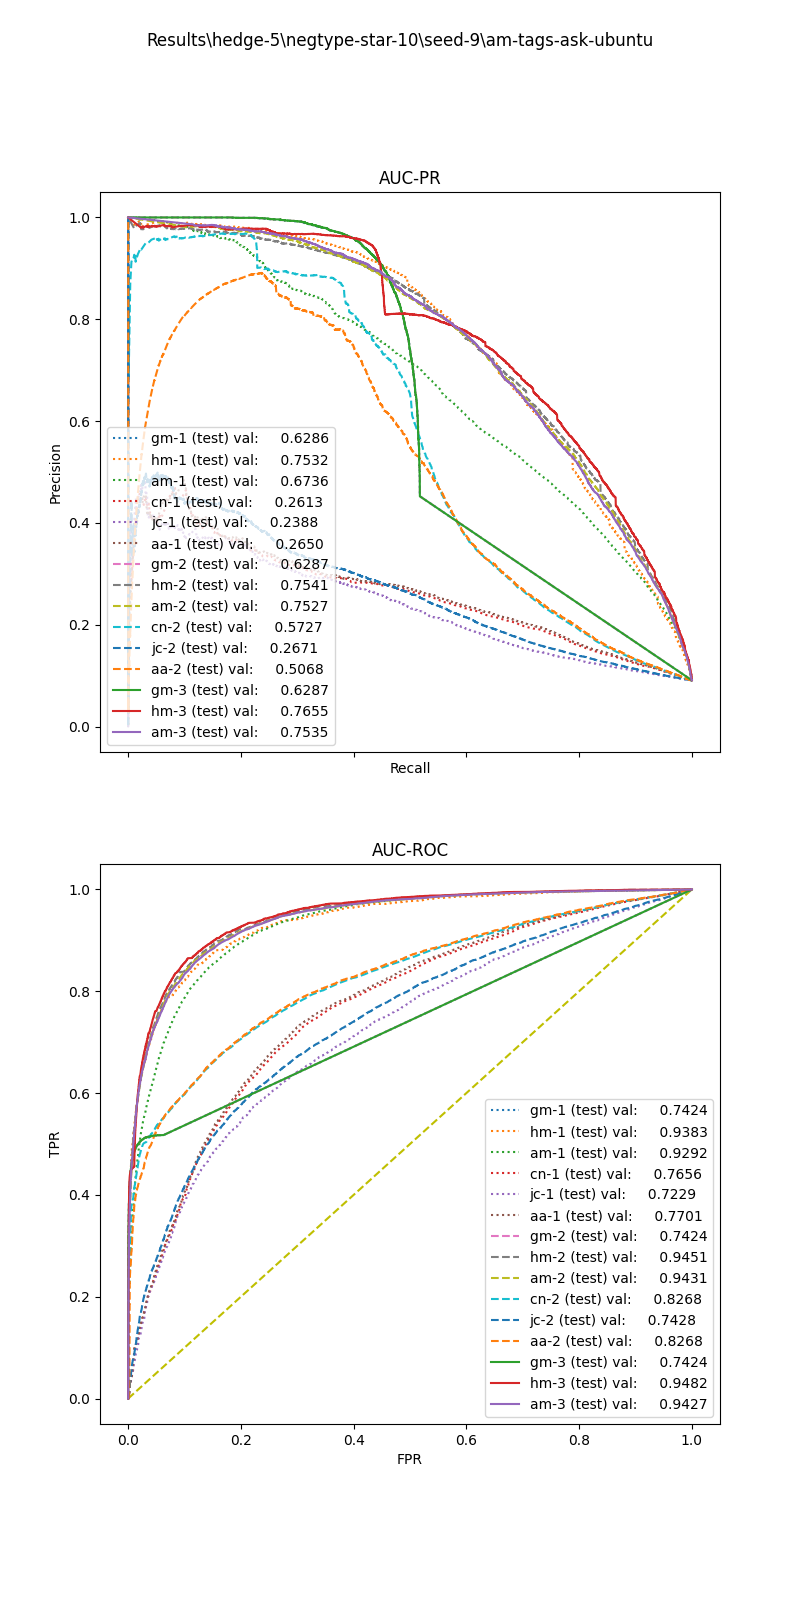 Results\hedge-5\negtype-star-10\seed-9\am-tags-ask-ubuntu
AUC-PR
1.0
0.8
0.6
0.4
0.2
0.0
Precision
gm-1 (test) val: 0.6286
hm-1 (test) val: 0.7532
am-1 (test) val: 0.6736
cn-1 (test) val: 0.2613
jc-1 (test) val: 0.2388
aa-1 (test) val: 0.2650
gm-2 (test) val: 0.6287
hm-2 (test) val: 0.7541
am-2 (test) val: 0.7527
cn-2 (test) val: 0.5727
jc-2 (test) val: 0.2671
aa-2 (test) val: 0.5068
gm-3 (test) val: 0.6287
hm-3 (test) val: 0.7655
am-3 (test) val: 0.7535
Recall
AUC-ROC
1.0
0.8
0.6
0.4
0.2
0.0
TPR
gm-1 (test) val: 0.7424
hm-1 (test) val: 0.9383
am-1 (test) val: 0.9292
cn-1 (test) val: 0.7656
jc-1 (test) val: 0.7229
aa-1 (test) val: 0.7701
gm-2 (test) val: 0.7424
hm-2 (test) val: 0.9451
am-2 (test) val: 0.9431
cn-2 (test) val: 0.8268
jc-2 (test) val: 0.7428
aa-2 (test) val: 0.8268
gm-3 (test) val: 0.7424
hm-3 (test) val: 0.9482
am-3 (test) val: 0.9427
0.0 0.2 0.4 0.6 0.8 1.0
FPR